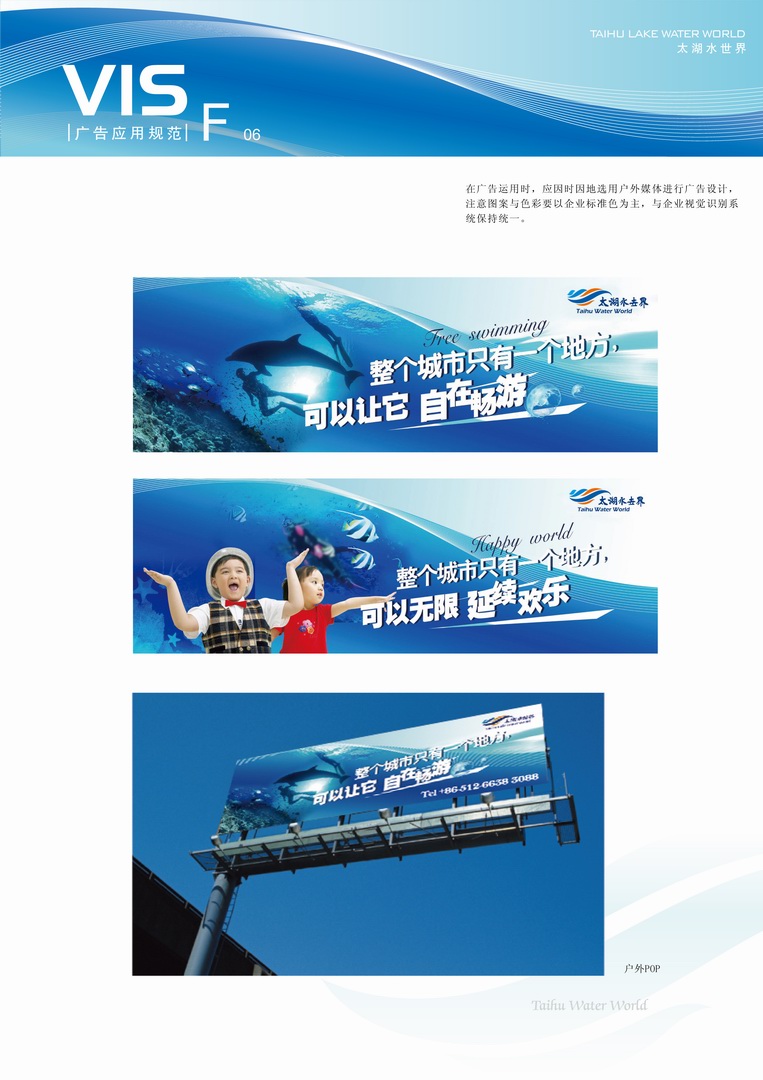 TAIHU LAKE WATER WORLD
太湖水世界
VIS
广告应用规范
F 06
在广告运用时，应因时因地选用户外媒体进行广告设计，
注意图案与色彩要以企业标准色为主，与企业视觉识别系
统保持统一。
太湖水世界
Taihu Water World
Free swimming
整个城市只有一个地方，
可以让它 自在畅游
太湖水世界
Taihu Water World
Happy world
整个城市只有一个地方，
可以无限 延续欢乐
太湖水世界
整个城市只有一个地方，
可以让它 自在畅游
Tel +86-512-6638 3088
户外POP
Taihu Water World